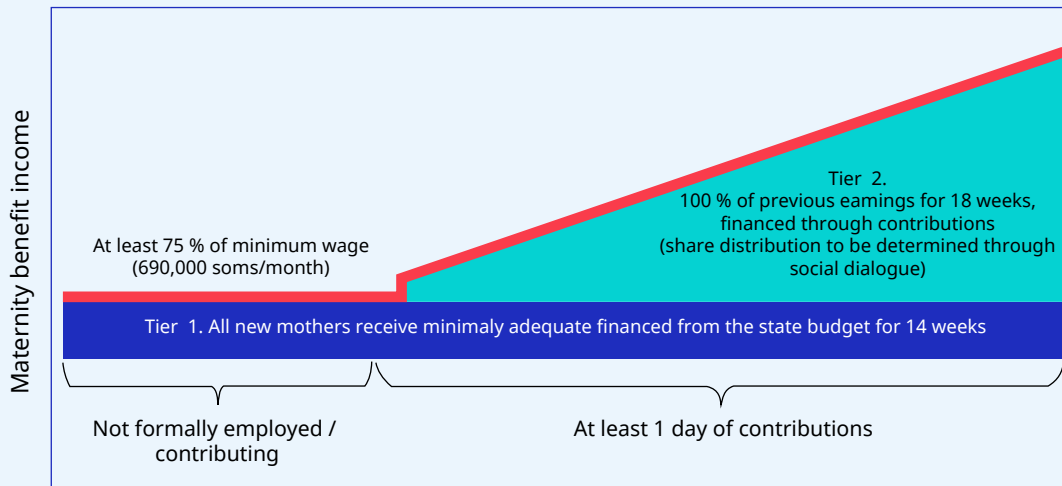 Maternity benefit income
At least 75 % of minimum wage
(690,000 soms/month)
Tier 2.
100 % of previous earnings for 18 weeks,
financed through contributions
(share distribution to be determined through
social dialogue)
Tier 1. All new mothers receive minimaly adequate financed from the state budget for 14 weeks
Not formally employed /
contributing
At least 1 day of contributions